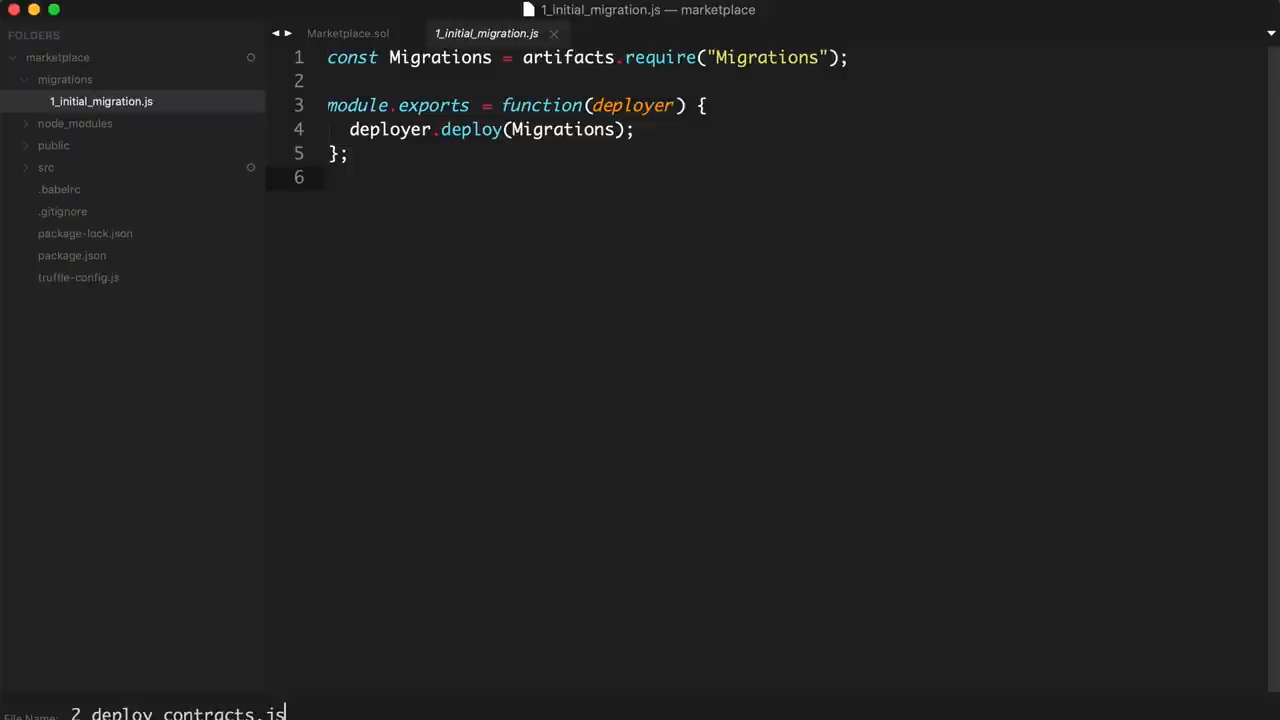 1_initial_migration.js — marketplace
FOLDERS
marketplace
migrations
1_initial_migration.js
node_modules
public
src
.babelrc
.gitignore
package-lock.json
package.json
truffle-config.js
Marketplace.sol
1_initial_migration.js
1 const Migrations = artifacts.require("Migrations");
2
3 module.exports = function(deployer) {
4 deployer.deploy(Migrations);
5 };
6
File Name: 2_deploy_contracts.js